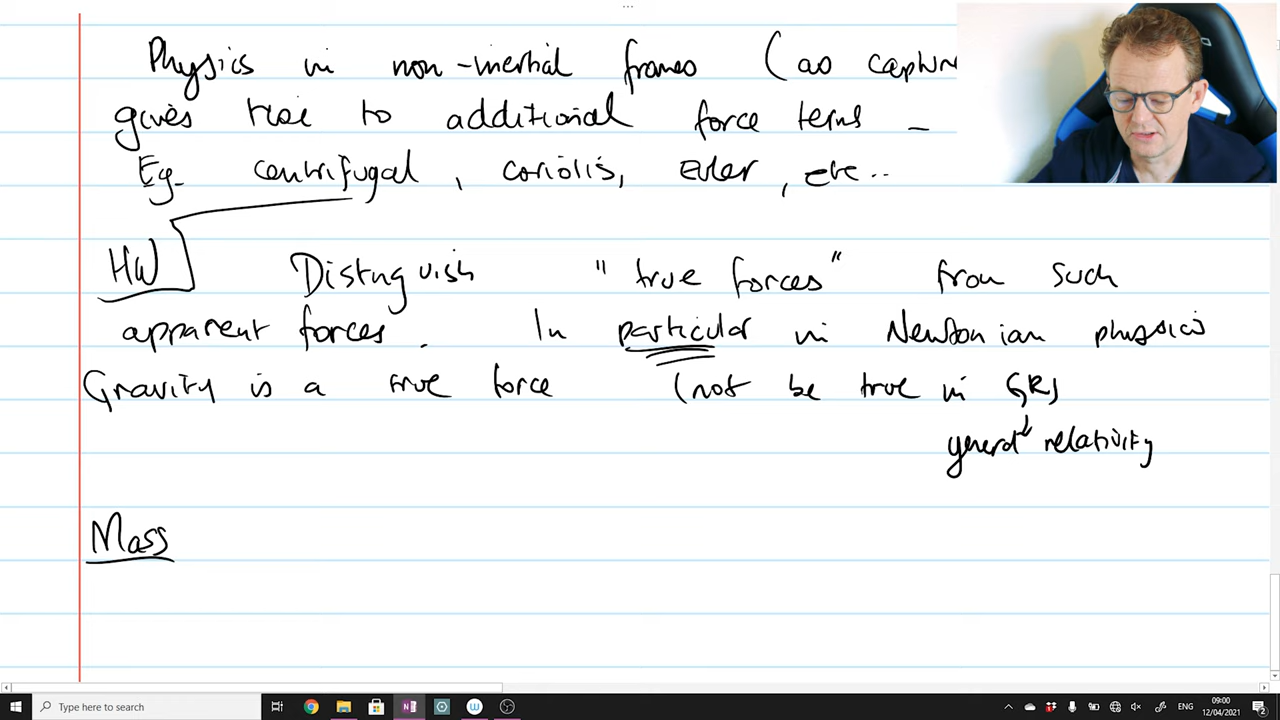 Physics in non-inertial frames (as captur
gives rise to additional force terms -
Eg. centrifugal, coriolis, Euler, etc..
HW Distnguish "true forces" from such
apparent forces. In particular in Newtonian physics
Gravity is a true force (not be true in GR)
general relativity
Mass
Type here to search
ENG
09:00
12/04/2021
2